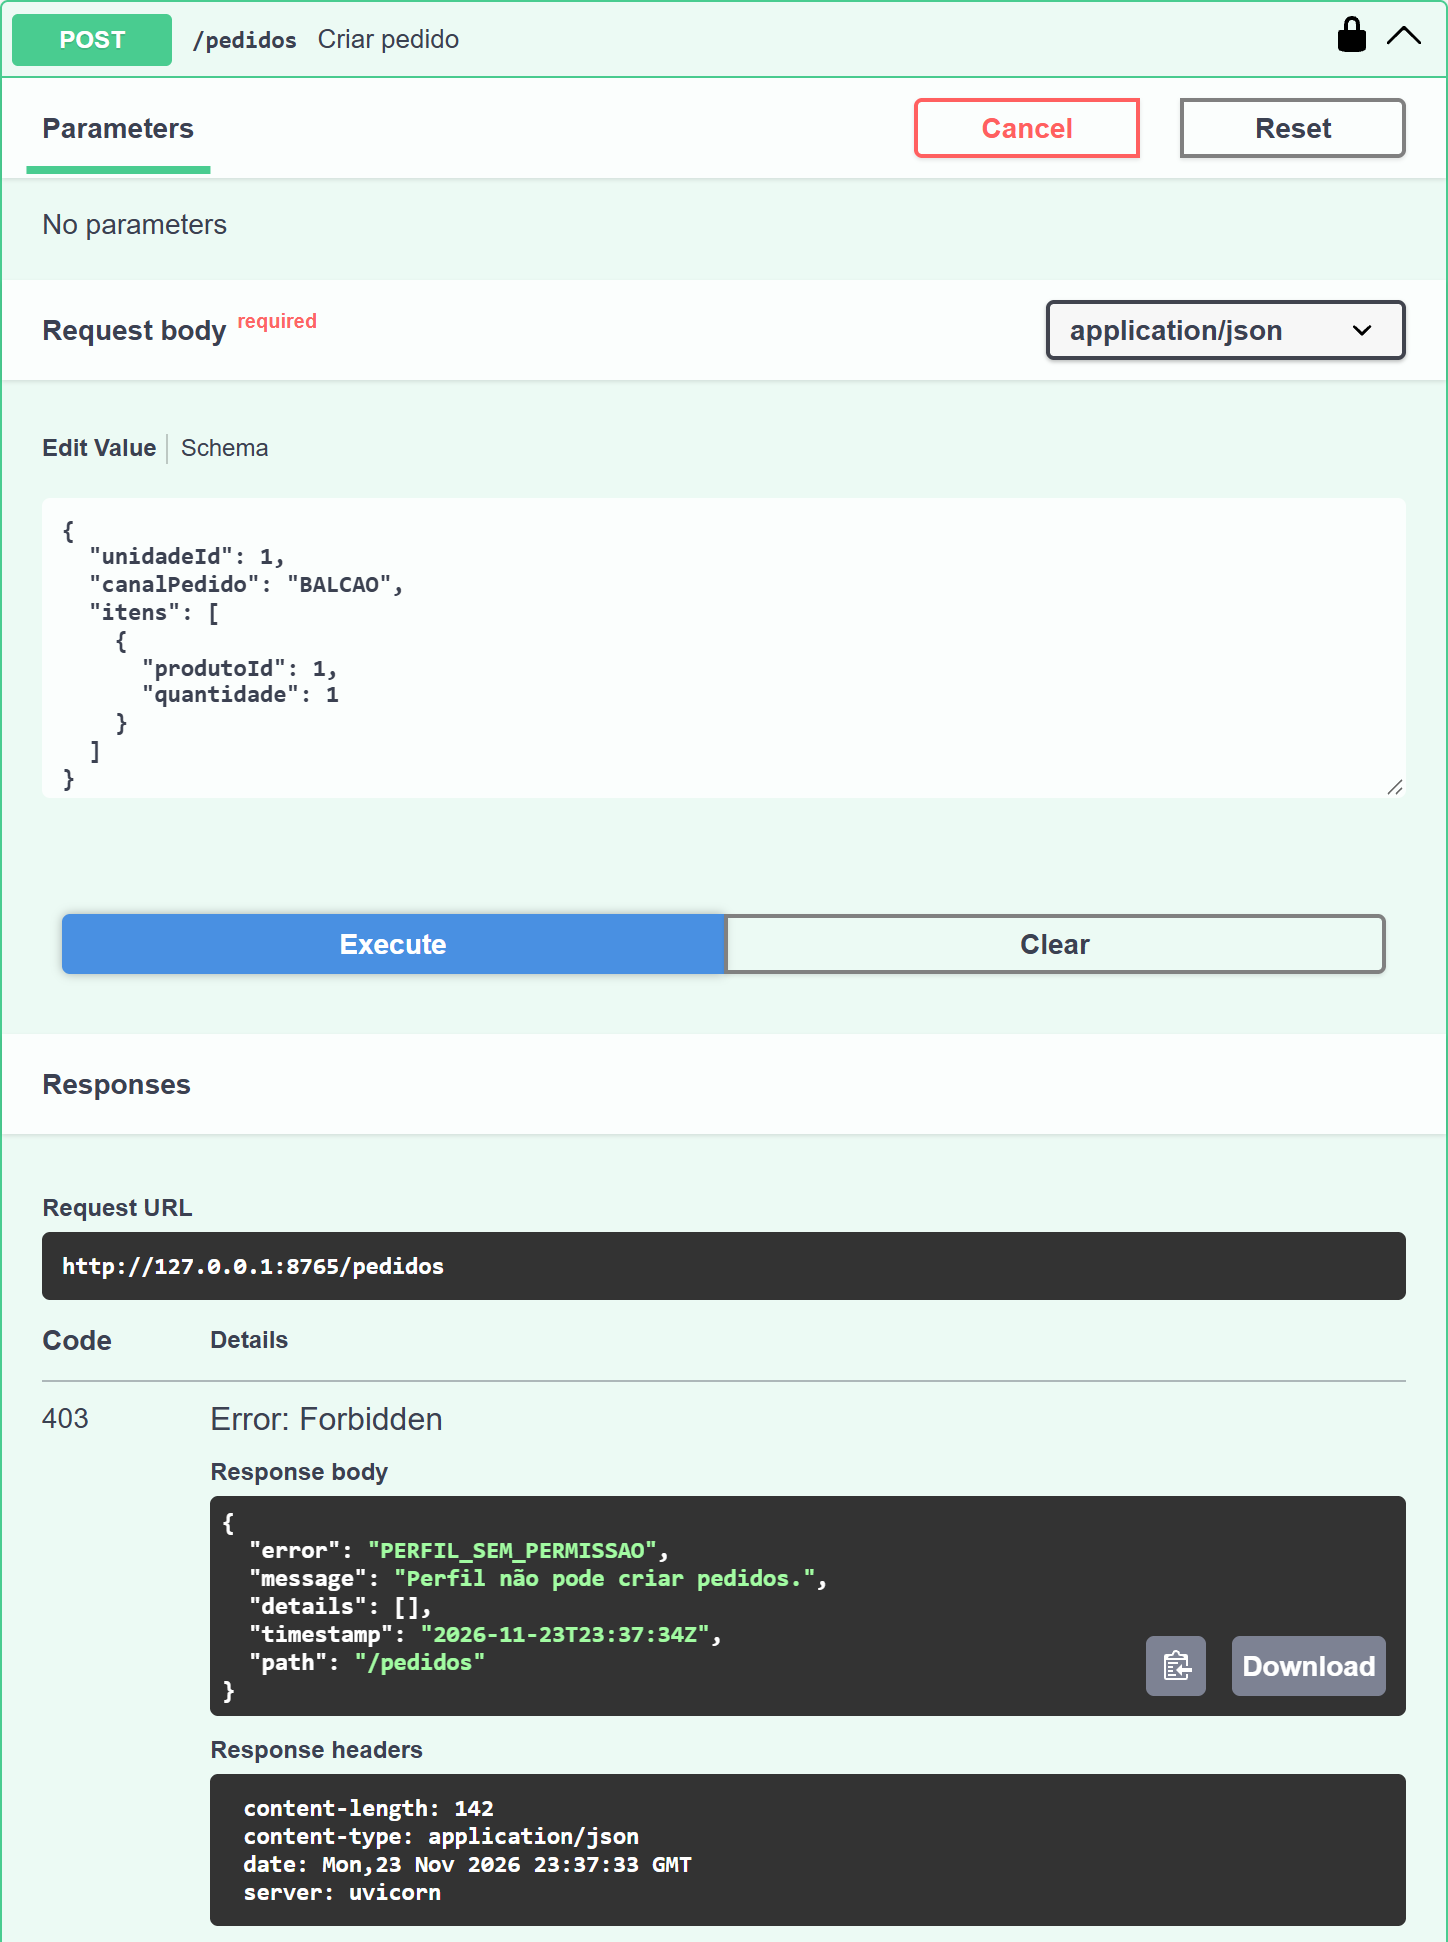 POST /pedidos Criar pedido
Parameters Cancel Reset
No parameters
Request body required application/json
Edit Value Schema
{
  "unidadeId": 1,
  "canalPedido": "BALCAO",
  "itens": [
    {
      "produtoId": 1,
      "quantidade": 1
    }
  ]
}
Execute Clear
Responses
Request URL
http://127.0.0.1:8765/pedidos
Code Details
403 Error: Forbidden
Response body
{
  "error": "PERFIL_SEM_PERMISSAO",
  "message": "Perfil não pode criar pedidos.",
  "details": [],
  "timestamp": "2026-11-23T23:37:34Z",
  "path": "/pedidos"
}
Download
Response headers
content-length: 142
content-type: application/json
date: Mon,23 Nov 2026 23:37:33 GMT
server: uvicorn